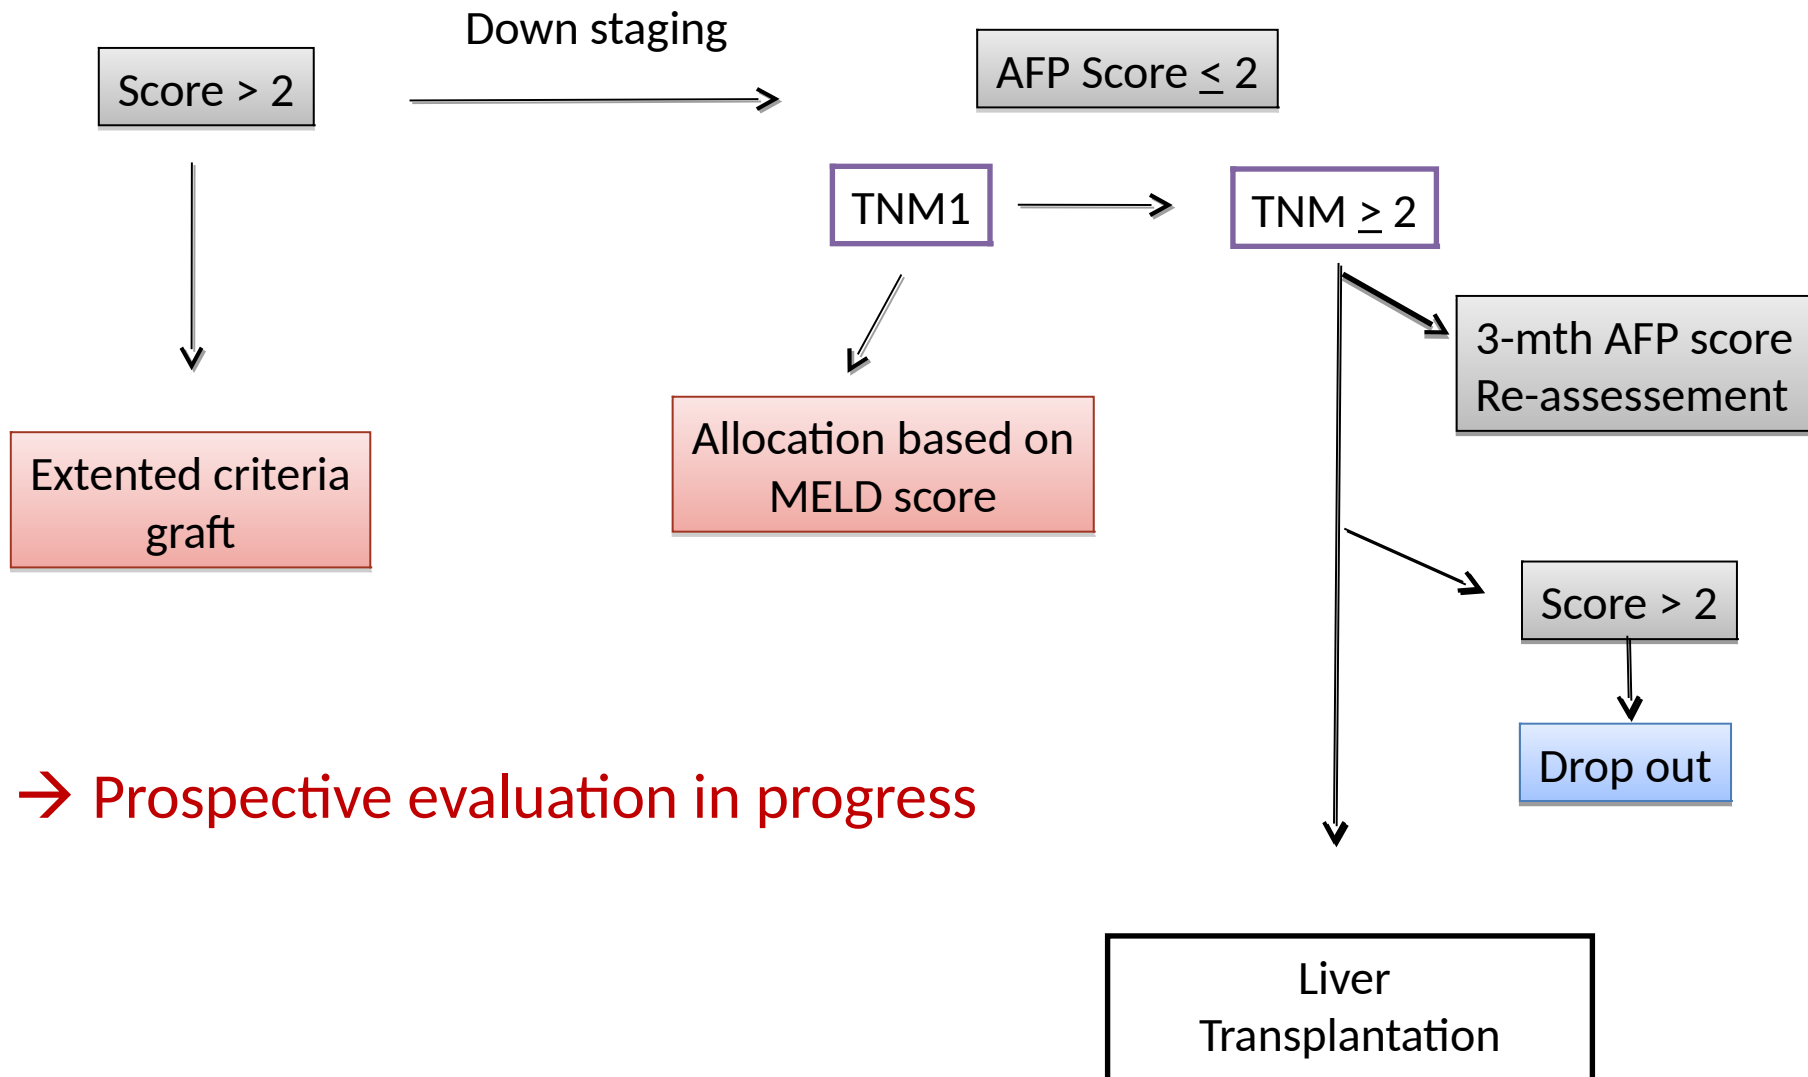 Down staging
Score > 2
AFP Score ≤ 2
TNM1
TNM ≥ 2
3-mth AFP score
Re-assessement
Allocation based on
MELD score
Extented criteria
graft
Score > 2
Drop out
→ Prospective evaluation in progress
Liver
Transplantation